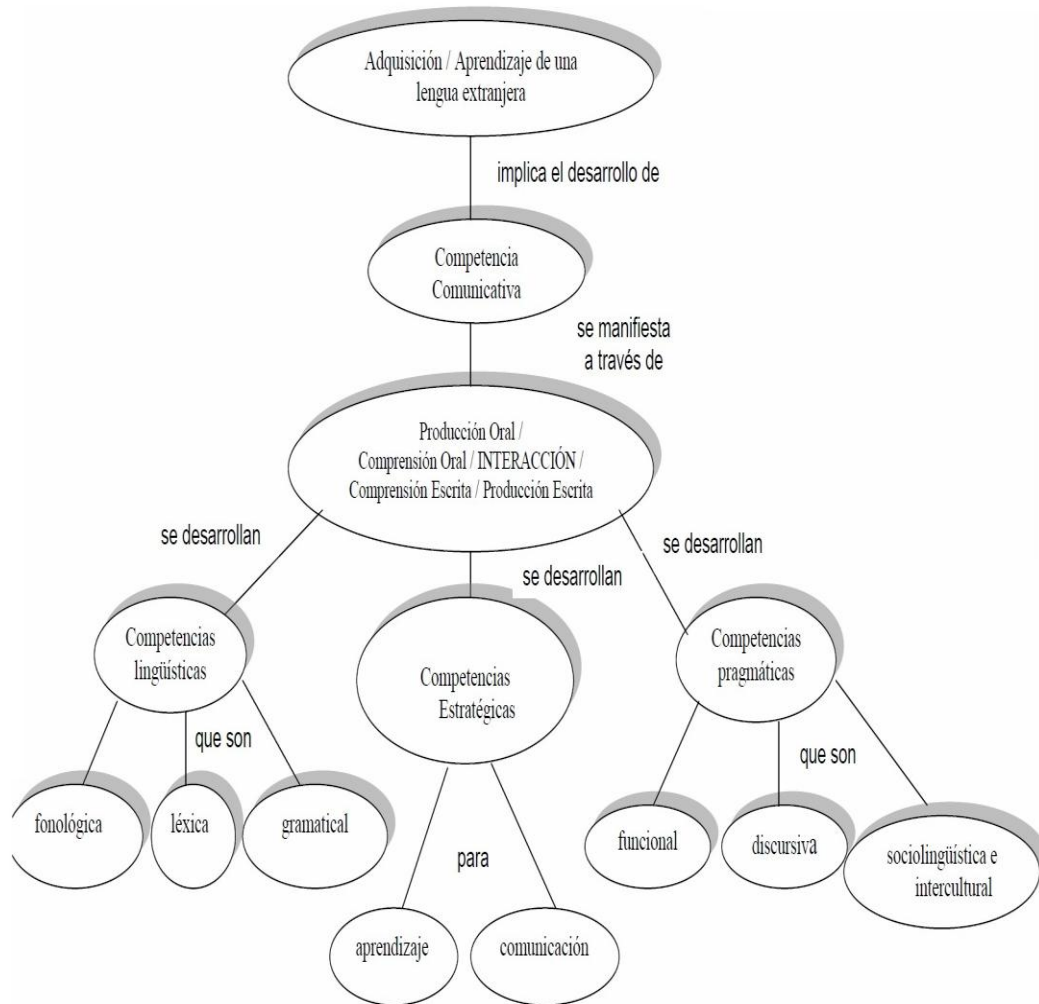 Adquisición / Aprendizaje de una
lengua extranjera
implica el desarrollo de
Competencia
Comunicativa
se manifiesta
a través de
Producción Oral /
Comprensión Oral / INTERACCIÓN /
Comprensión Escrita / Producción Escrita
se desarrollan
se desarrollan
se desarrollan
Competencias
lingüísticas
Competencias
Estratégicas
Competencias
pragmáticas
que son
que son
fonológica
léxica
gramatical
para
funcional
discursiva
sociolingüística e
intercultural
aprendizaje
comunicación